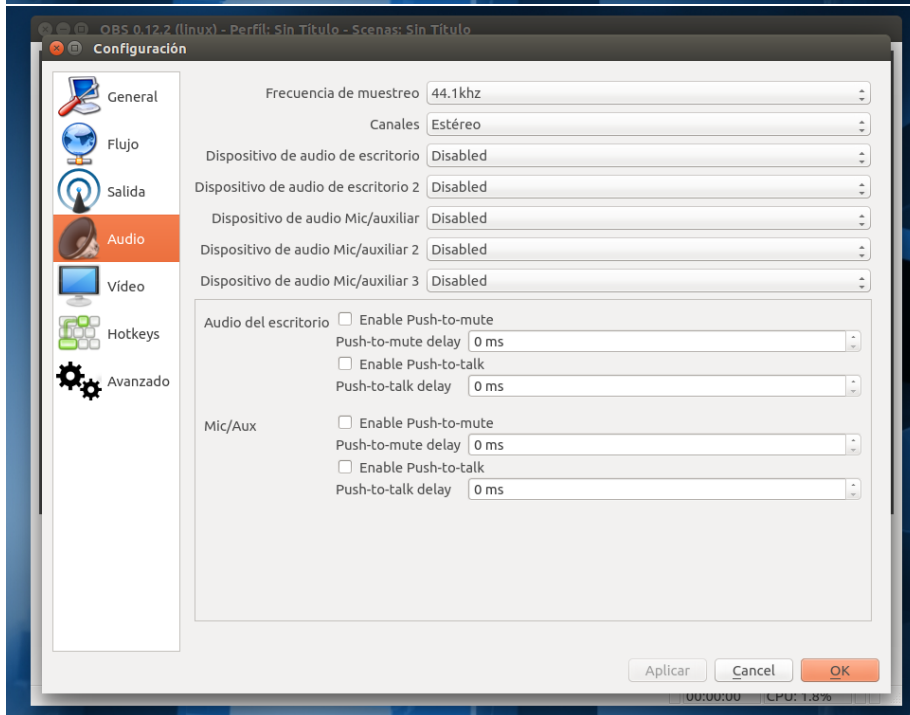 OBS 0.12.2 (linux) - Perfil: Sin Título - Scenas: Sin Título
Configuración
General
Flujo
Salida
Audio
Vídeo
Hotkeys
Avanzado
Frecuencia de muestreo 44.1khz
Canales Estéreo
Dispositivo de audio de escritorio Disabled
Dispositivo de audio de escritorio 2 Disabled
Dispositivo de audio Mic/auxiliar Disabled
Dispositivo de audio Mic/auxiliar 2 Disabled
Dispositivo de audio Mic/auxiliar 3 Disabled
Audio del escritorio Enable Push-to-mute
Push-to-mute delay 0 ms
Enable Push-to-talk
Push-to-talk delay 0 ms
Mic/Aux Enable Push-to-mute
Push-to-mute delay 0 ms
Enable Push-to-talk
Push-to-talk delay 0 ms
Aplicar Cancel OK
00:00:00 CPU: 1.8%